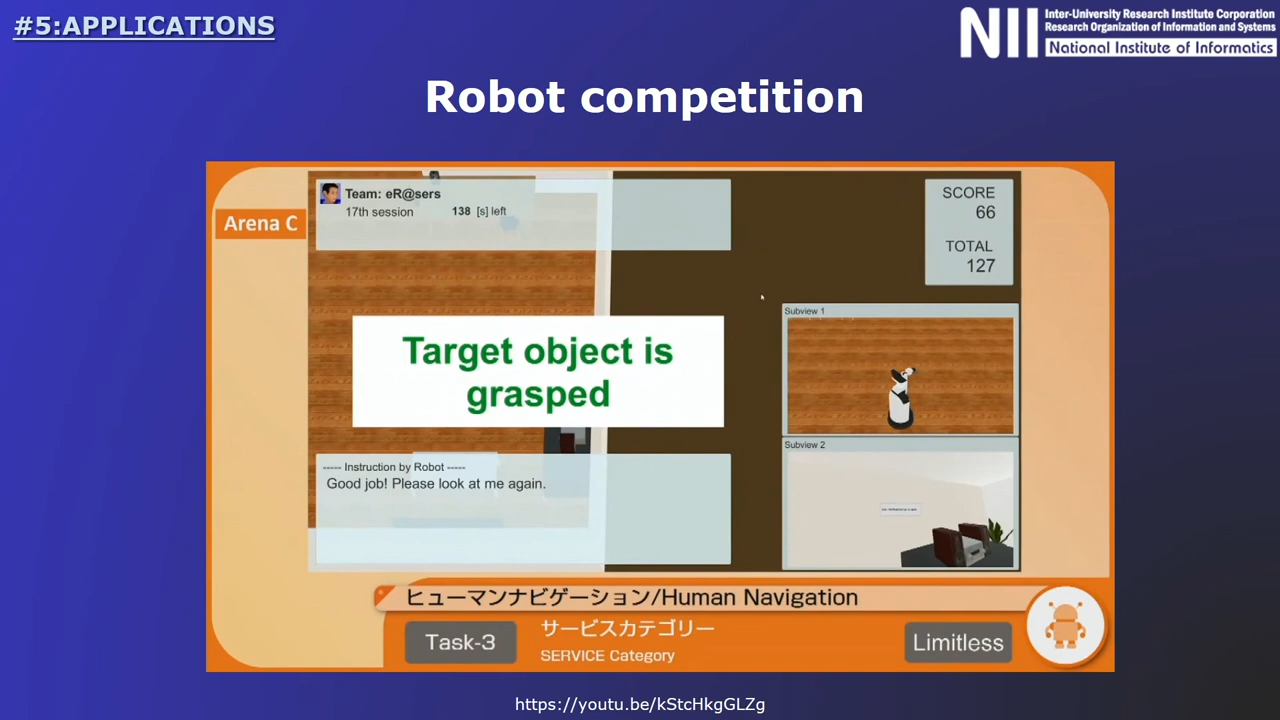 #5:APPLICATIONS
Inter-University Research Institute Corporation
Research Organization of Information and Systems
NII
National Institute of Informatics
Robot competition
Arena C
Team: eR@sers
17th session 138 [s] left
SCORE
66
TOTAL
127
Target object is
grasped
Subview 1
Subview 2
----- Instruction by Robot -----
Good job! Please look at me again.
ヒューマンナビゲーション/Human Navigation
Task-3
サービスカテゴリー
SERVICE Category
Limitless
https://youtu.be/kStcHkgGLZg